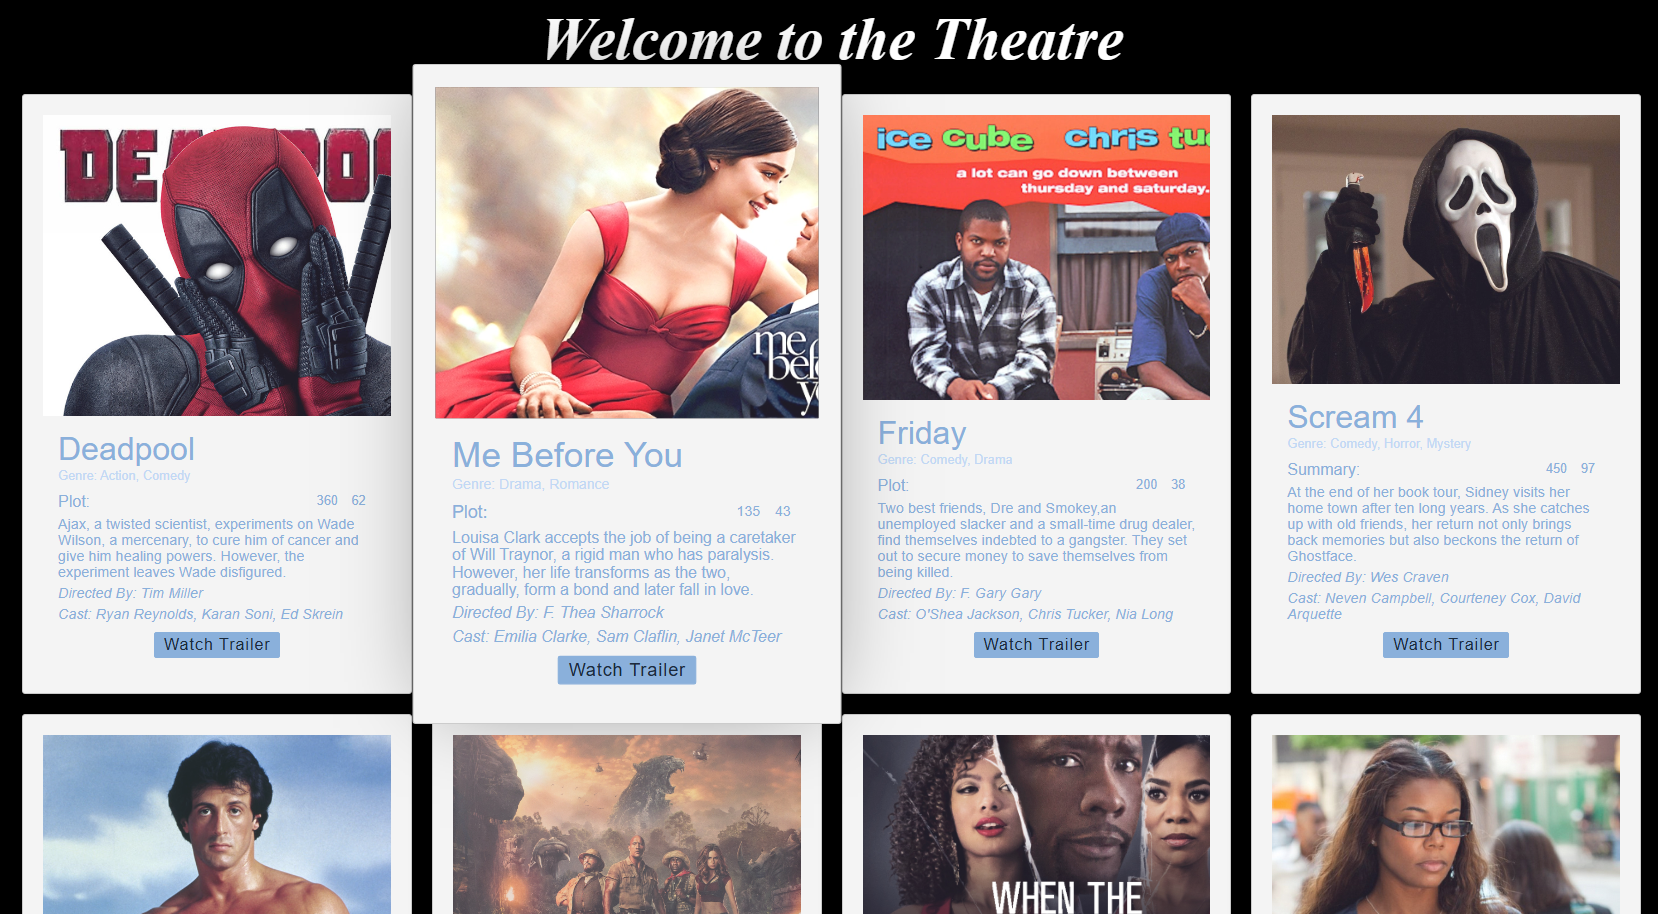 Welcome to the Theatre
DE POO
Deadpool
Genre: Action, Comedy
Plot:
360 62
Ajax, a twisted scientist, experiments on Wade
Wilson, a mercenary, to cure him of cancer and
give him healing powers. However, the
experiment leaves Wade disfigured.
Directed By: Tim Miller
Cast: Ryan Reynolds, Karan Soni, Ed Skrein
Watch Trailer
me
bef
y
Me Before You
Genre: Drama, Romance
Plot:
135 43
Louisa Clark accepts the job of being a caretaker
of Will Traynor, a rigid man who has paralysis.
However, her life transforms as the two,
gradually, form a bond and later fall in love.
Directed By: F. Thea Sharrock
Cast: Emilia Clarke, Sam Claflin, Janet McTeer
Watch Trailer
ice cube chris tuc
a lot can go down between
thursday and saturday.
Friday
Genre: Comedy, Drama
Plot:
200 38
Two best friends, Dre and Smokey,an
unemployed slacker and a small-time drug dealer,
find themselves indebted to a gangster. They set
out to secure money to save themselves from
being killed.
Directed By: F. Gary Gary
Cast: O'Shea Jackson, Chris Tucker, Nia Long
Watch Trailer
Scream 4
Genre: Comedy, Horror, Mystery
Summary:
450 97
At the end of her book tour, Sidney visits her
home town after ten long years. As she catches
up with old friends, her return not only brings
back memories but also beckons the return of
Ghostface.
Directed By: Wes Craven
Cast: Neven Campbell, Courteney Cox, David
Arquette
Watch Trailer
WHEN THE